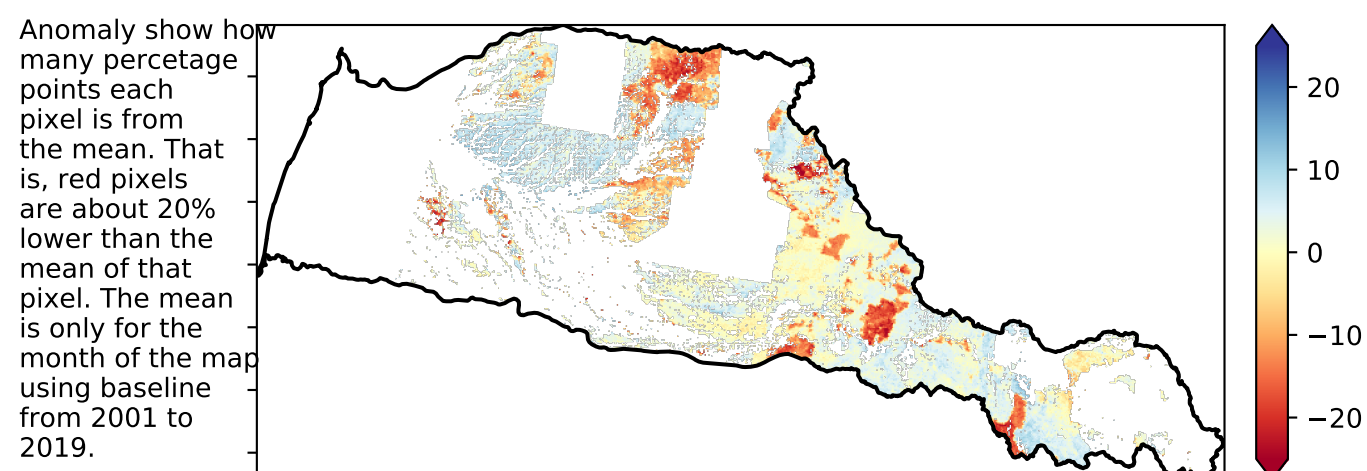 Anomaly show how
many percetage
points each
pixel is from
the mean. That
is, red pixels
are about 20%
lower than the
mean of that
pixel. The mean
is only for the
month of the map
using baseline
from 2001 to
2019.
20
10
0
−10
−20